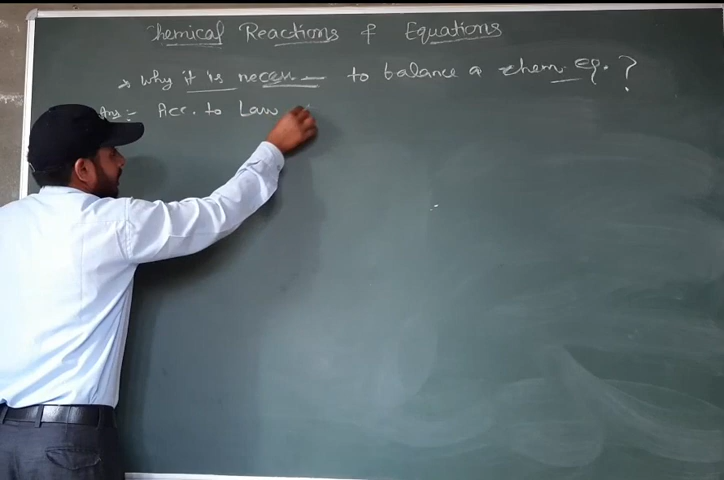 Chemical Reactions & Equations
→ Why it is necess— to balance a chem. eq. ?
Ans:- Acc. to Law